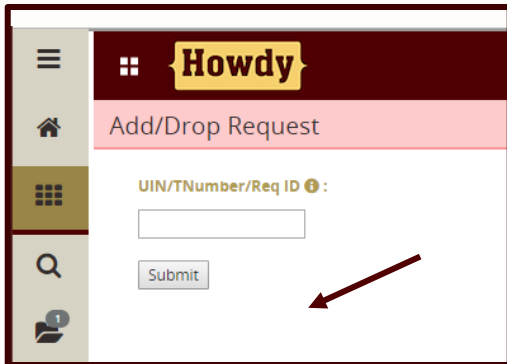 Howdy
Add/Drop Request
UIN/TNumber/Req ID :
Submit
1